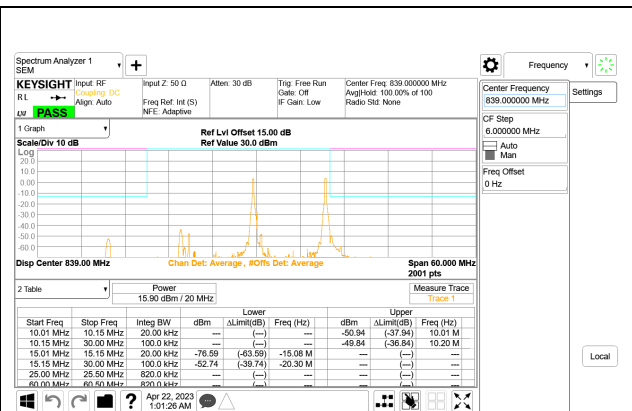 Spectrum Analyzer 1
SEM
Frequency
KEYSIGHT Input: RF Input Z: 50 Ω Atten: 30 dB Trig: Free Run Center Freq: 839.000000 MHz
RL Coupling: DC Gate: Off Avg|Hold: 100.00% of 100
Align: Auto Freq Ref: Int (S) IF Gain: Low Radio Std: None
PASS NFE: Adaptive
Center Frequency
839.000000 MHz
Settings
CF Step
6.000000 MHz
Auto
Man
Freq Offset
0 Hz
Local
1 Graph
Ref Lvl Offset 15.00 dB
Scale/Div 10 dB Ref Value 30.0 dBm
Log
20.0
10.0
0.00
-10.0
-20.0
-30.0
-40.0
-50.0
-60.0
Disp Center 839.00 MHz Chan Det: Average , #Offs Det: Average Span 60.000 MHz
2001 pts
2 Table Power Measure Trace
15.90 dBm / 20 MHz Trace 1
Lower Upper
Start Freq Stop Freq Integ BW dBm ΔLimit(dB) Freq (Hz) dBm ΔLimit(dB) Freq (Hz)
10.01 MHz 10.15 MHz 20.00 kHz --- (---) --- -50.94 (-37.94) 10.01 M
10.15 MHz 30.00 MHz 100.0 kHz --- (---) --- -49.84 (-36.84) 10.20 M
15.01 MHz 15.15 MHz 20.00 kHz -76.59 (-63.59) -15.08 M --- (---) ---
15.15 MHz 30.00 MHz 100.0 kHz -52.74 (-39.74) -20.30 M --- (---) ---
25.00 MHz 25.50 MHz 820.0 kHz --- (---) --- --- (---) ---
60.00 MHz 60.50 MHz 820.0 kHz --- (---) --- --- (---) ---
Apr 22, 2023
1:01:26 AM